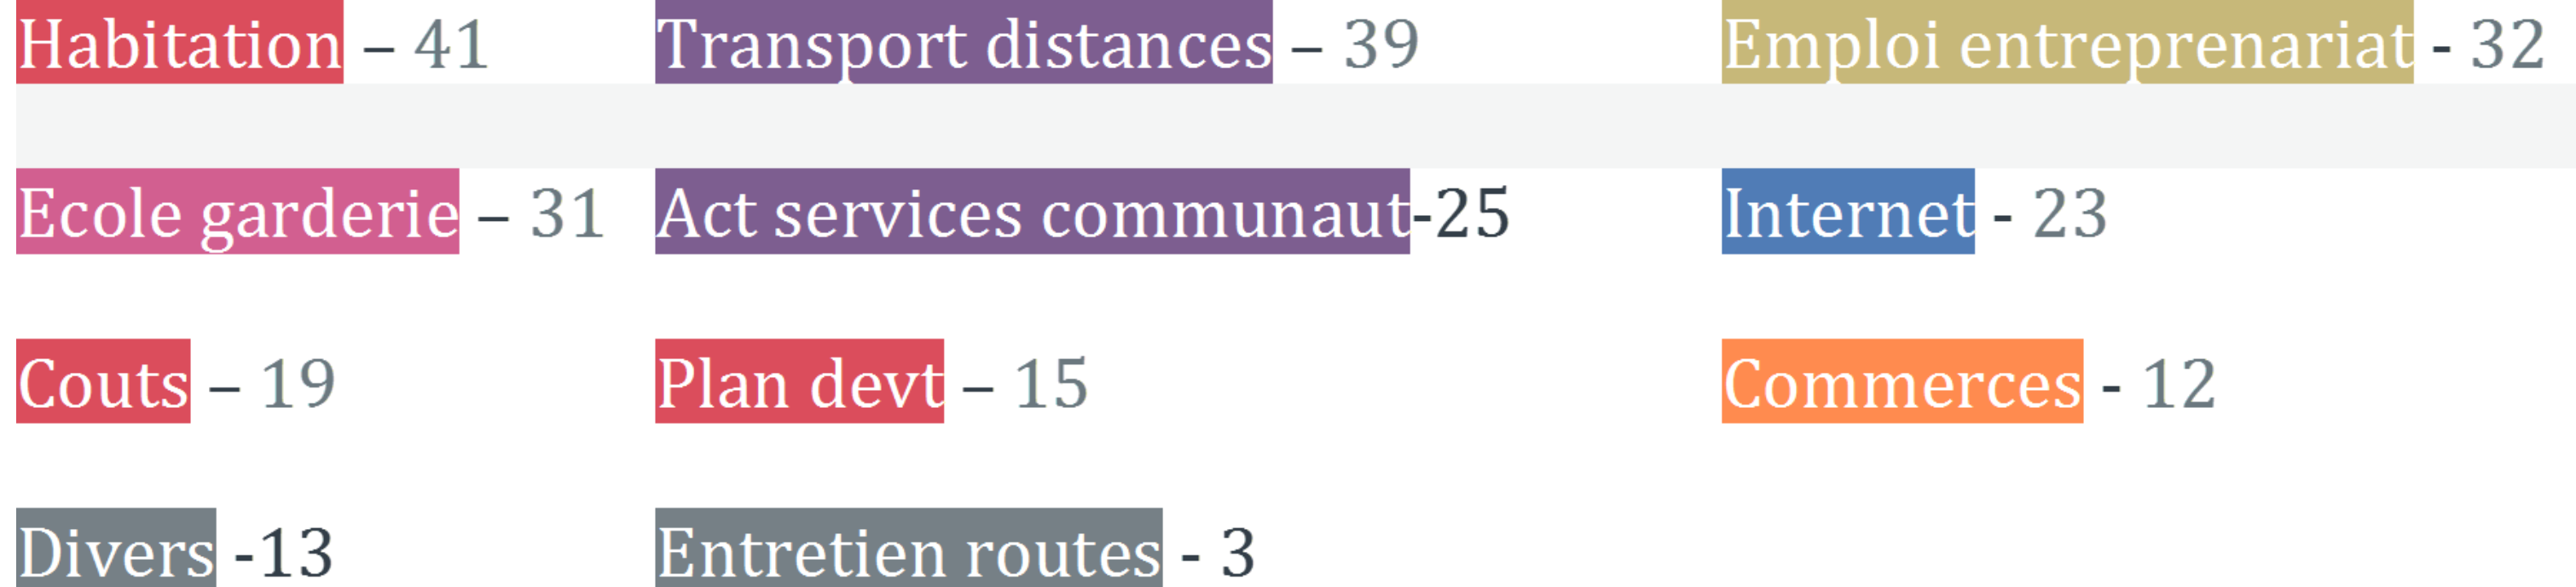 Habitation – 41 Transport distances – 39 Emploi entreprenariat - 32
Ecole garderie – 31 Act services communaut-25 Internet - 23
Couts – 19 Plan devt – 15 Commerces - 12
Divers -13 Entretien routes - 3